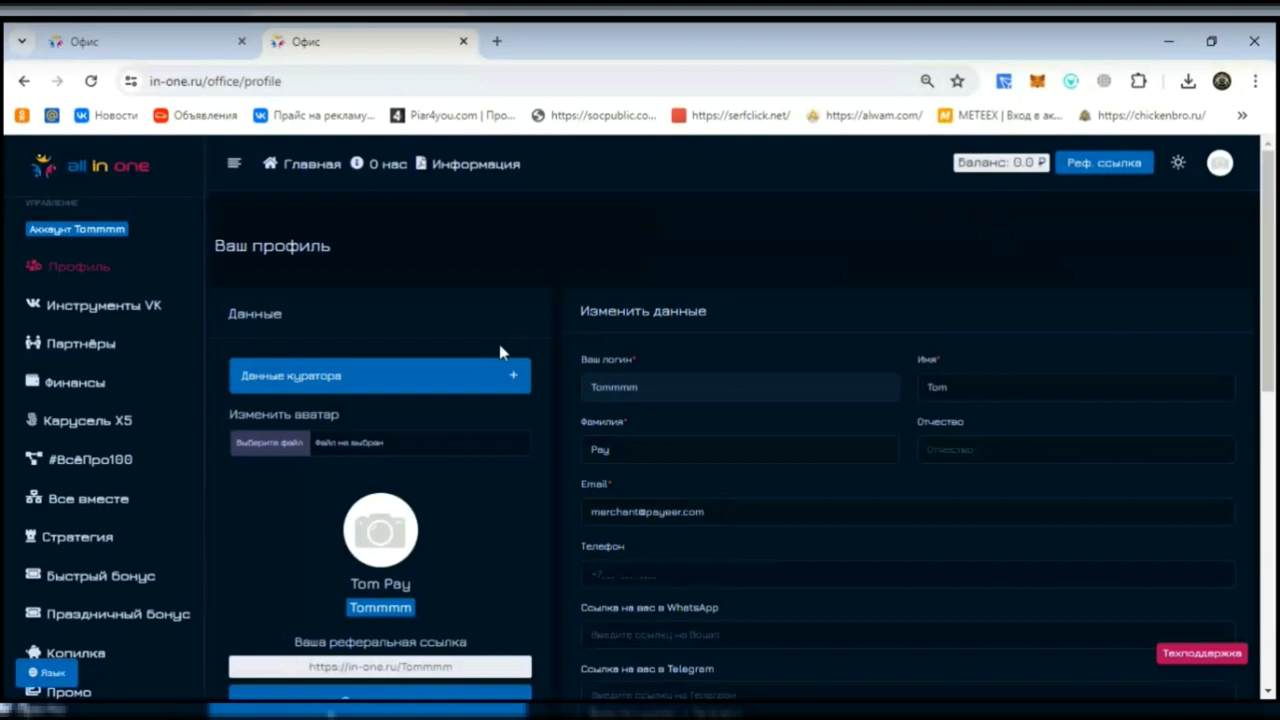 Офис
Офис
in-one.ru/office/profile
Новости
Объявления
Прайс на рекламу...
Piar4you.com | Про...
https://socpublic.co...
https://serfclick.net/
https://alwam.com/
METEEX | Вход в ак...
https://chickenbro.ru/
all in one
Главная
О нас
Информация
Баланс: 0.0 ₽
Реф. ссылка
УПРАВЛЕНИЕ
Аккаунт Tommmm
Профиль
Инструменты VK
Партнёры
Финансы
Карусель X5
#ВсёПро100
Все вместе
Стратегия
Быстрый бонус
Праздничный бонус
Копилка
Язык
Промо
Ваш профиль
Данные
Данные куратора +
Изменить аватар
Выберите файл Файл не выбран
Tom Pay
Tommmm
Ваша реферальная ссылка
https://in-one.ru/Tommmm
Изменить данные
Ваш логин*
Tommmm
Имя*
Tom
Фамилия*
Pay
Отчество
Отчество
Email*
merchant@payeer.com
Телефон
+7
Ссылка на вас в WhatsApp
Ссылка на вас в Telegram
Техподдержка